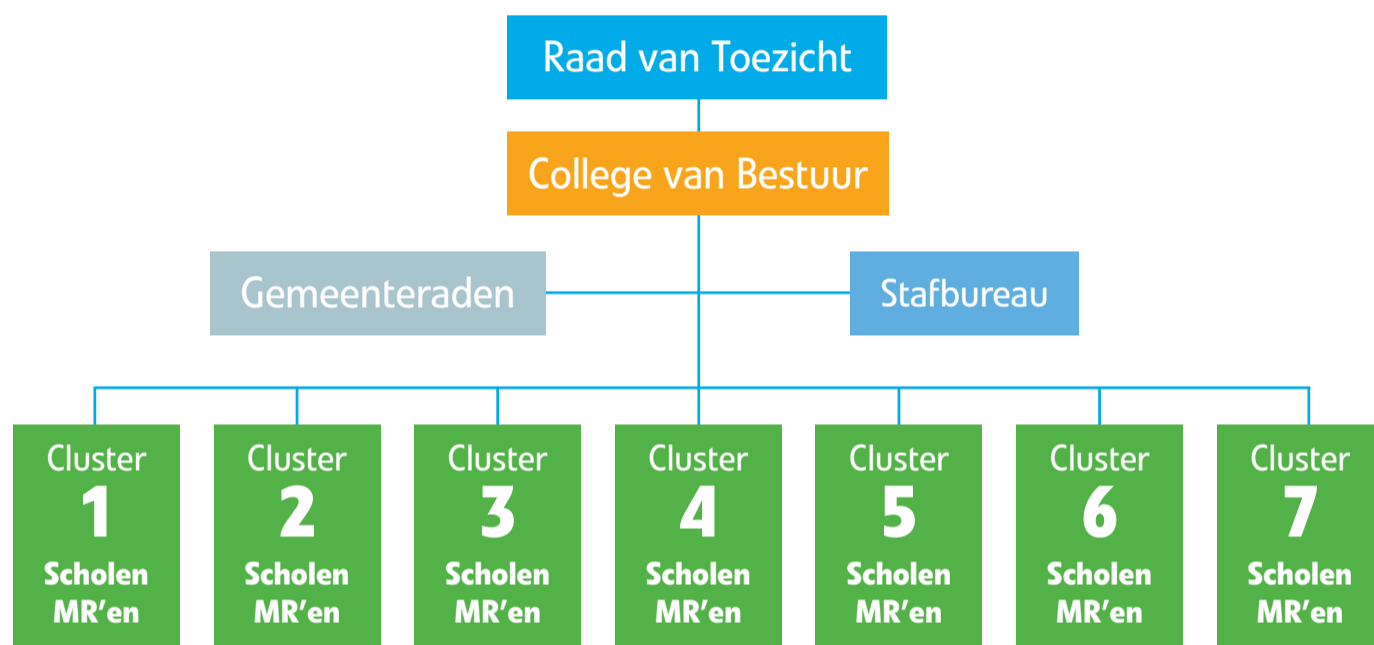 Raad van Toezicht
College van Bestuur
Gemeenteraden
Stafbureau
Cluster
1
Scholen
MR’en
Cluster
2
Scholen
MR’en
Cluster
3
Scholen
MR’en
Cluster
4
Scholen
MR’en
Cluster
5
Scholen
MR’en
Cluster
6
Scholen
MR’en
Cluster
7
Scholen
MR’en